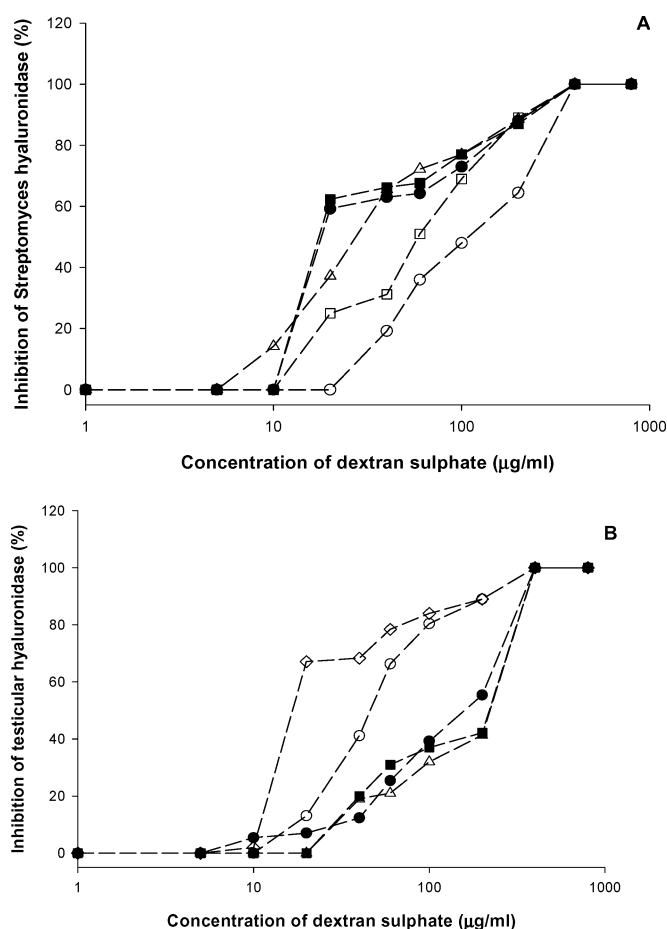 A
120
100
80
60
40
20
0
Inhibition of Streptomyces hyaluronidase (%)
1 10 100 1000
Concentration of dextran sulphate (μg/ml)
B
120
100
80
60
40
20
0
Inhibition of testicular hyaluronidase (%)
1 10 100 1000
Concentration of dextran sulphate (μg/ml)